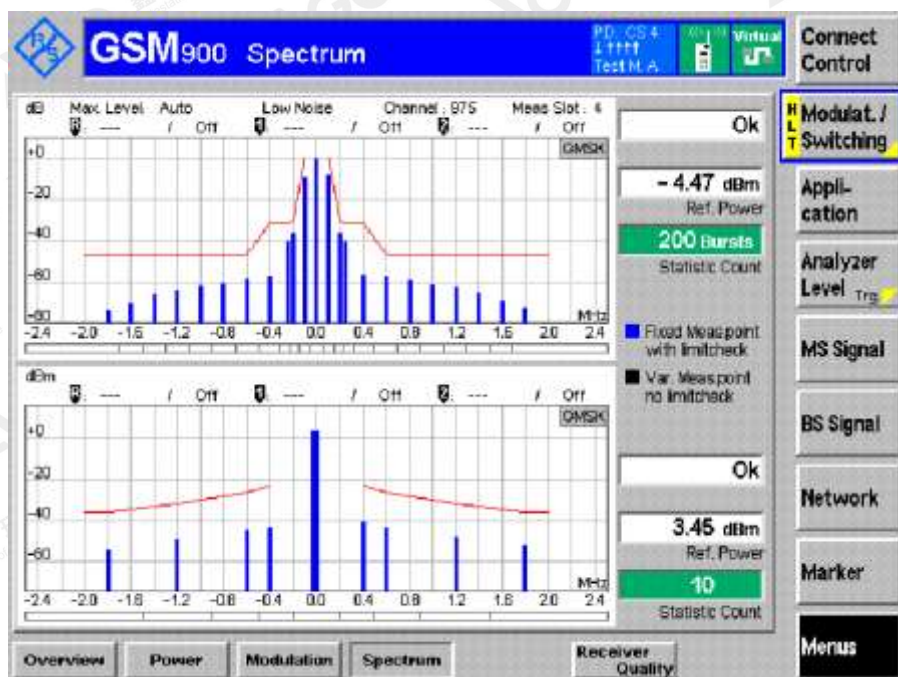 R/S
GSM900 Spectrum
PD: CS4
Test M. A
Virtual
Connect Control
dB Max. Level Auto Low Noise Channel : 975 Meas Slot : 4
--- / Off --- / Off --- / Off
GMSK
+0
-20
-40
-60
-80
MHz
-2.4 -2.0 -1.6 -1.2 -0.8 -0.4 0.0 0.4 0.8 1.2 1.6 2.0 2.4
Ok
- 4.47 dBm
Ref. Power
200 Bursts
Statistic Count
Fixed Meas point
with limitcheck
Var. Meas point
no limitcheck
dBm
--- / Off --- / Off --- / Off
GMSK
+0
-20
-40
-60
MHz
-2.4 -2.0 -1.6 -1.2 -0.8 -0.4 0.0 0.4 0.8 1.2 1.6 2.0 2.4
Ok
3.45 dBm
Ref. Power
10
Statistic Count
HLT
Modulat. /
Switching
Appli-
cation
Analyzer
Level Trg
MS Signal
BS Signal
Network
Marker
Menus
Overview Power Modulation Spectrum Receiver
Quality